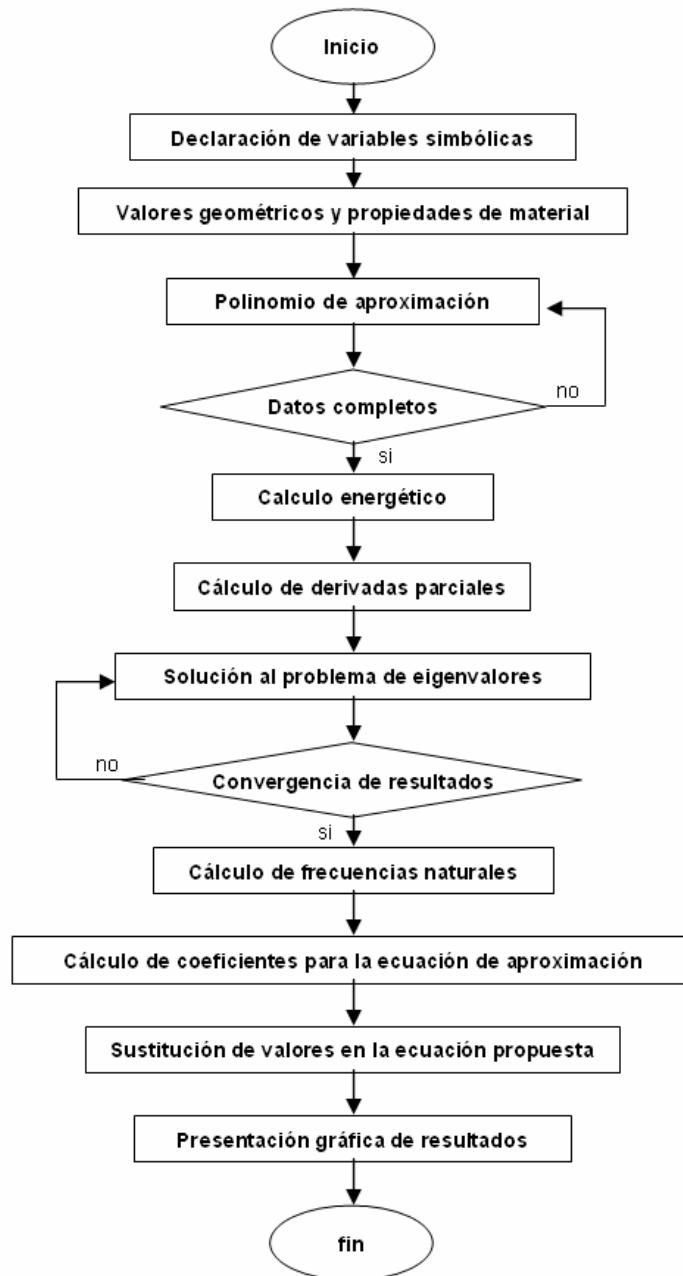 Inicio
Declaración de variables simbólicas
Valores geométricos y propiedades de material
Polinomio de aproximación
Datos completos
no
si
Calculo energético
Cálculo de derivadas parciales
Solución al problema de eigenvalores
no
Convergencia de resultados
si
Cálculo de frecuencias naturales
Cálculo de coeficientes para la ecuación de aproximación
Sustitución de valores en la ecuación propuesta
Presentación gráfica de resultados
fin